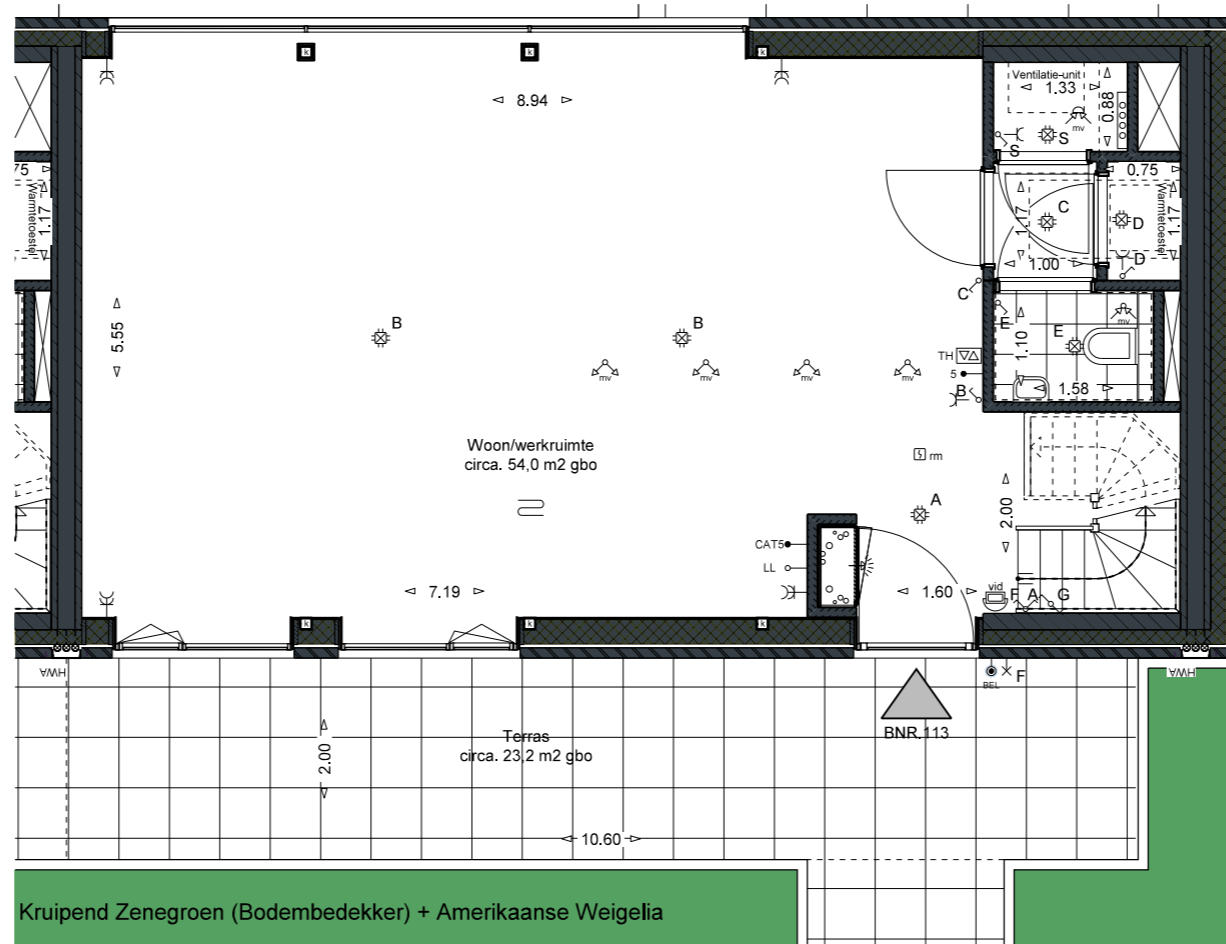 k
k
k
Ventilatie-unit
1.33
0.88
8.94
mv
S
S
75
0.75
Warmtetoestel
1.17
1.17
C
D
Warmtetoestel
1.17
1.00
D
C
E
B
B
5.55
E
mv
1.10
TH
5
mv
mv
mv
mv
B
1.58
Woon/werkruimte
circa. 54,0 m2 gbo
rm
A
2.00
CAT5
LL
7.19
1.60
vid
F
A
G
k
k
k
HWA
HWA
BEL
F
BNR.113
Terras
circa. 23,2 m2 gbo
2.00
10.60
Kruipend Zenegroen (Bodembedekker) + Amerikaanse Weigelia